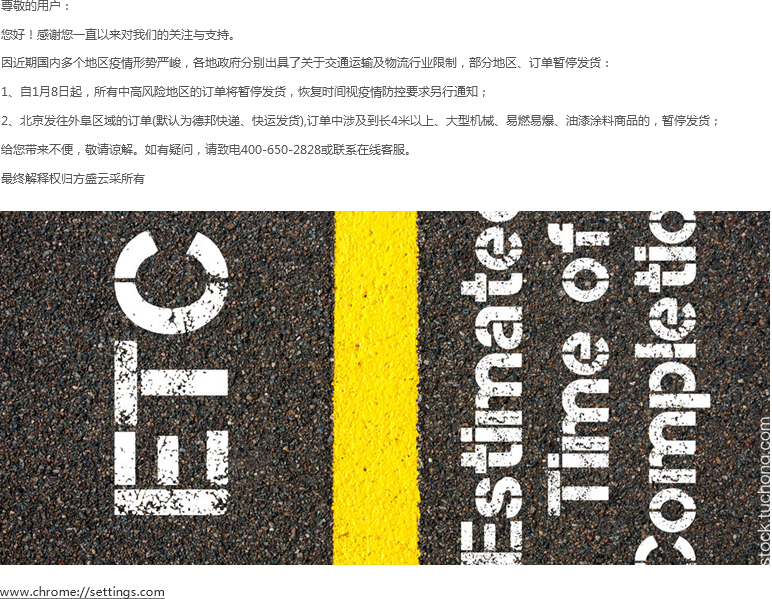 尊敬的用户：
您好！感谢您一直以来对我们的关注与支持。
因近期国内多个地区疫情形势严峻，各地政府分别出具了关于交通运输及物流行业限制，部分地区、订单暂停发货：
1、自1月8日起，所有中高风险地区的订单将暂停发货，恢复时间视疫情防控要求另行通知；
2、北京发往外阜区域的订单(默认为德邦快递、快运发货),订单中涉及到长4米以上、大型机械、易燃易爆、油漆涂料商品的，暂停发货；
给您带来不便，敬请谅解。如有疑问，请致电400-650-2828或联系在线客服。
最终解释权归方盛云采所有
ETC
Estimated
Time of
Completio
stock.tuchong.com
www.chrome://settings.com